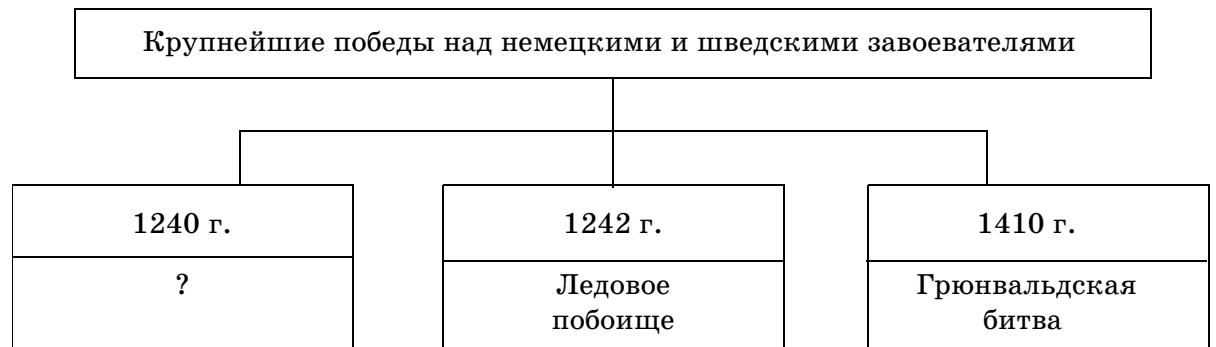 Крупнейшие победы над немецкими и шведскими завоевателями
1240 г.
?
1242 г.
Ледовое
побоище
1410 г.
Грюнвальдская
битва